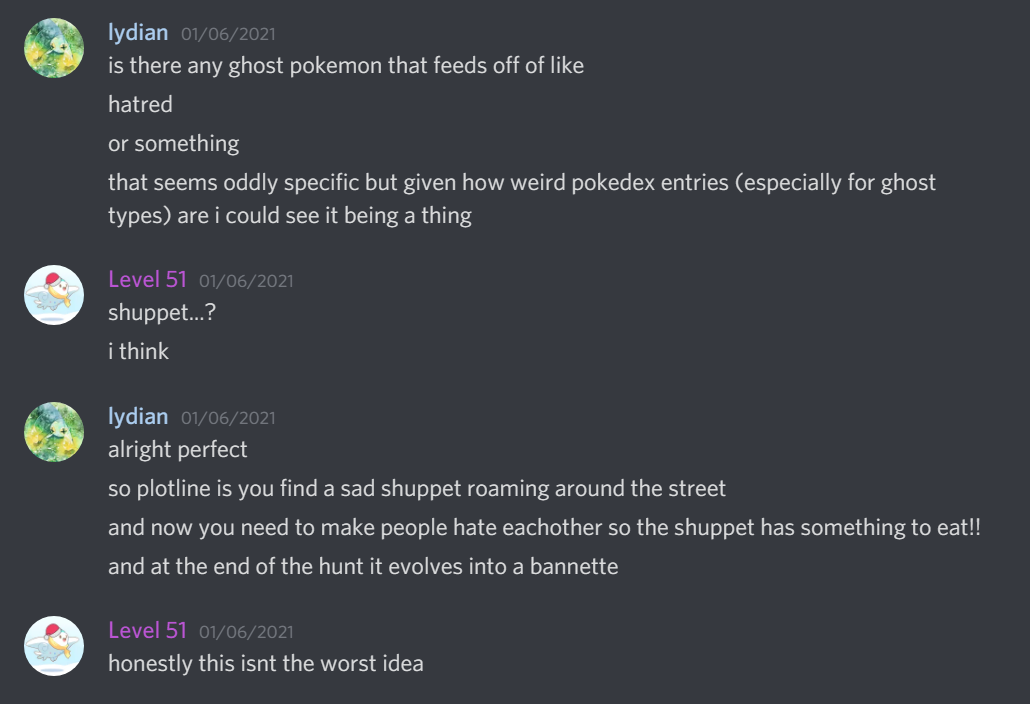 lydian 01/06/2021
is there any ghost pokemon that feeds off of like
hatred
or something
that seems oddly specific but given how weird pokedex entries (especially for ghost
types) are i could see it being a thing
Level 51 01/06/2021
shuppet...?
i think
lydian 01/06/2021
alright perfect
so plotline is you find a sad shuppet roaming around the street
and now you need to make people hate eachother so the shuppet has something to eat!!
and at the end of the hunt it evolves into a bannette
Level 51 01/06/2021
honestly this isnt the worst idea